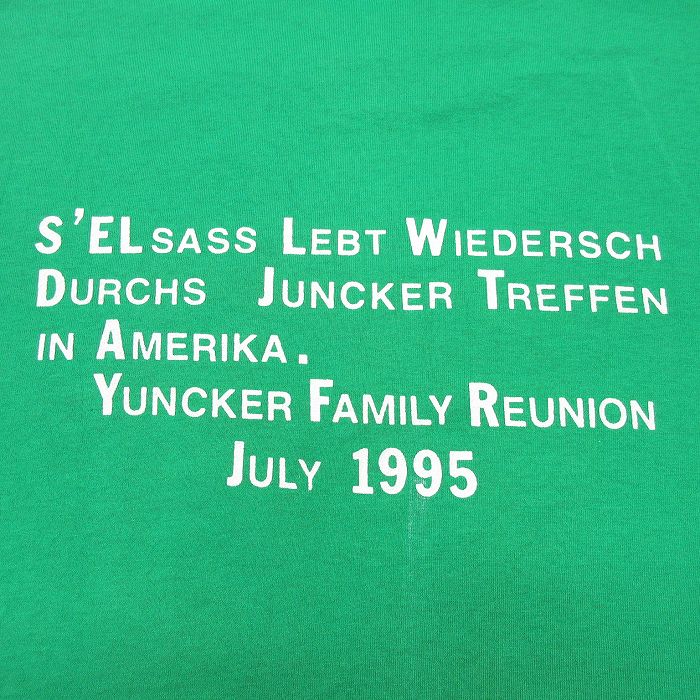 S'ELSASS LEBT WIEDERSCH
DURCHS JUNCKER TREFFEN
IN AMERIKA.
YUNCKER FAMILY REUNION
JULY 1995